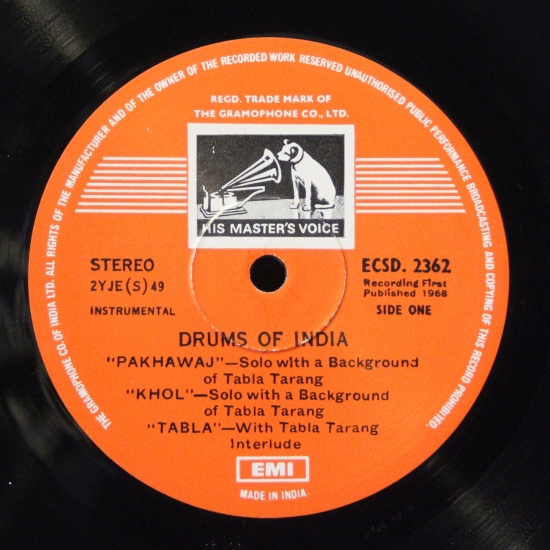 THE GRAMOPHONE CO. OF INDIA LTD. ALL RIGHTS OF THE MANUFACTURER AND OF THE OWNER OF THE RECORDED WORK RESERVED UNAUTHORISED PUBLIC PERFORMANCE BROADCASTING AND COPYING OF THIS RECORD PROHIBITED.
REGD. TRADE MARK OF
THE GRAMOPHONE CO., LTD.
HIS MASTER'S VOICE
STEREO
2YJE(S)49
INSTRUMENTAL
ECSD. 2362
Recording First
Published 1968
SIDE ONE
DRUMS OF INDIA
"PAKHAWAJ"—Solo with a Background
of Tabla Tarang
"KHOL"—Solo with a Background
of Tabla Tarang
"TABLA"—With Tabla Tarang
Interlude
EMI
MADE IN INDIA.